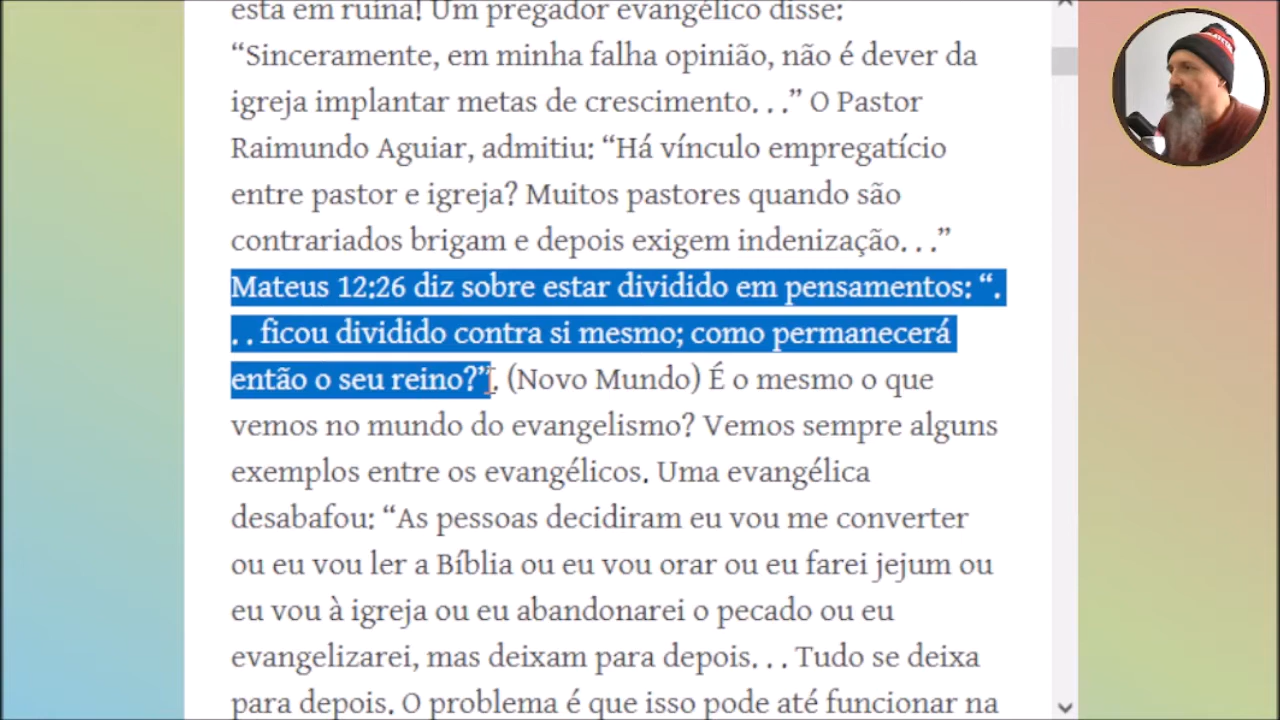 está em ruína! Um pregador evangélico disse:
“Sinceramente, em minha falha opinião, não é dever da
igreja implantar metas de crescimento. . .” O Pastor
Raimundo Aguiar, admitiu: “Há vínculo empregatício
entre pastor e igreja? Muitos pastores quando são
contrariados brigam e depois exigem indenização. . .”
Mateus 12:26 diz sobre estar dividido em pensamentos: “.
. . ficou dividido contra si mesmo; como permanecerá
então o seu reino?”. (Novo Mundo) É o mesmo o que
vemos no mundo do evangelismo? Vemos sempre alguns
exemplos entre os evangélicos. Uma evangélica
desabafou: “As pessoas decidiram eu vou me converter
ou eu vou ler a Bíblia ou eu vou orar ou eu farei jejum ou
eu vou à igreja ou eu abandonarei o pecado ou eu
evangelizarei, mas deixam para depois. . . Tudo se deixa
para depois. O problema é que isso pode até funcionar na